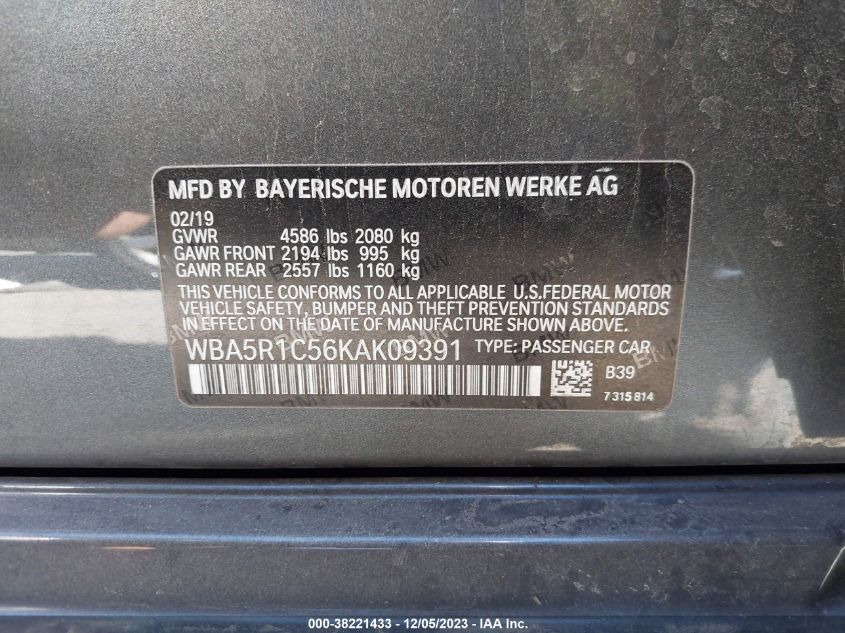 MFD BY BAYERISCHE MOTOREN WERKE AG
02/19
GVWR 4586 lbs 2080 kg
GAWR FRONT 2194 lbs 995 kg
GAWR REAR 2557 lbs 1160 kg
THIS VEHICLE CONFORMS TO ALL APPLICABLE U.S.FEDERAL MOTOR
VEHICLE SAFETY, BUMPER AND THEFT PREVENTION STANDARDS
IN EFFECT ON THE DATE OF MANUFACTURE SHOWN ABOVE.
WBA5R1C56KAK09391 TYPE: PASSENGER CAR
B39
7 315 814
000-38221433 - 12/05/2023 - IAA Inc.